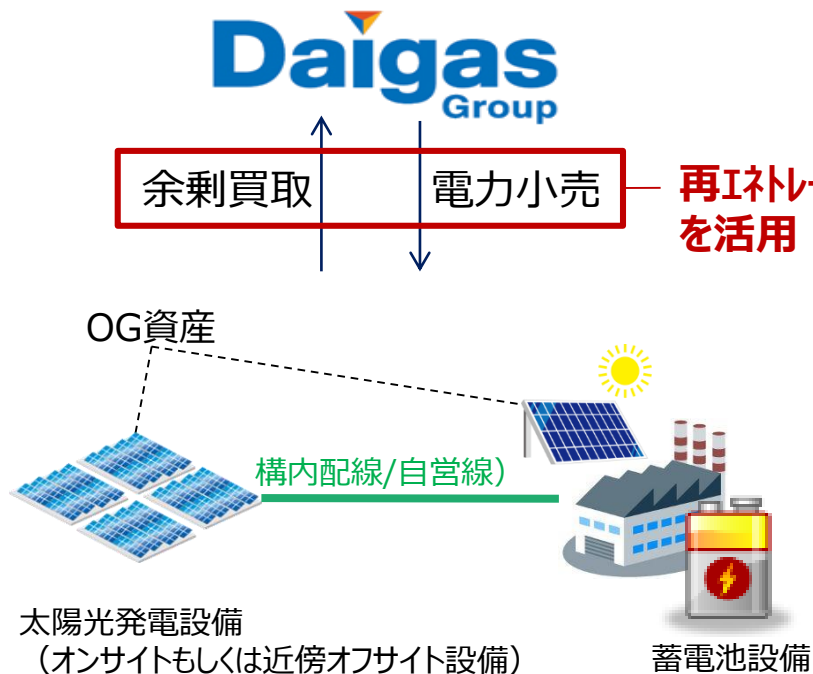 Daigas
Group
余剰買取
電力小売
再エネトレー
を活用
OG資産
構内配線/自営線）
太陽光発電設備
（オンサイトもしくは近傍オフサイト設備）
蓄電池設備